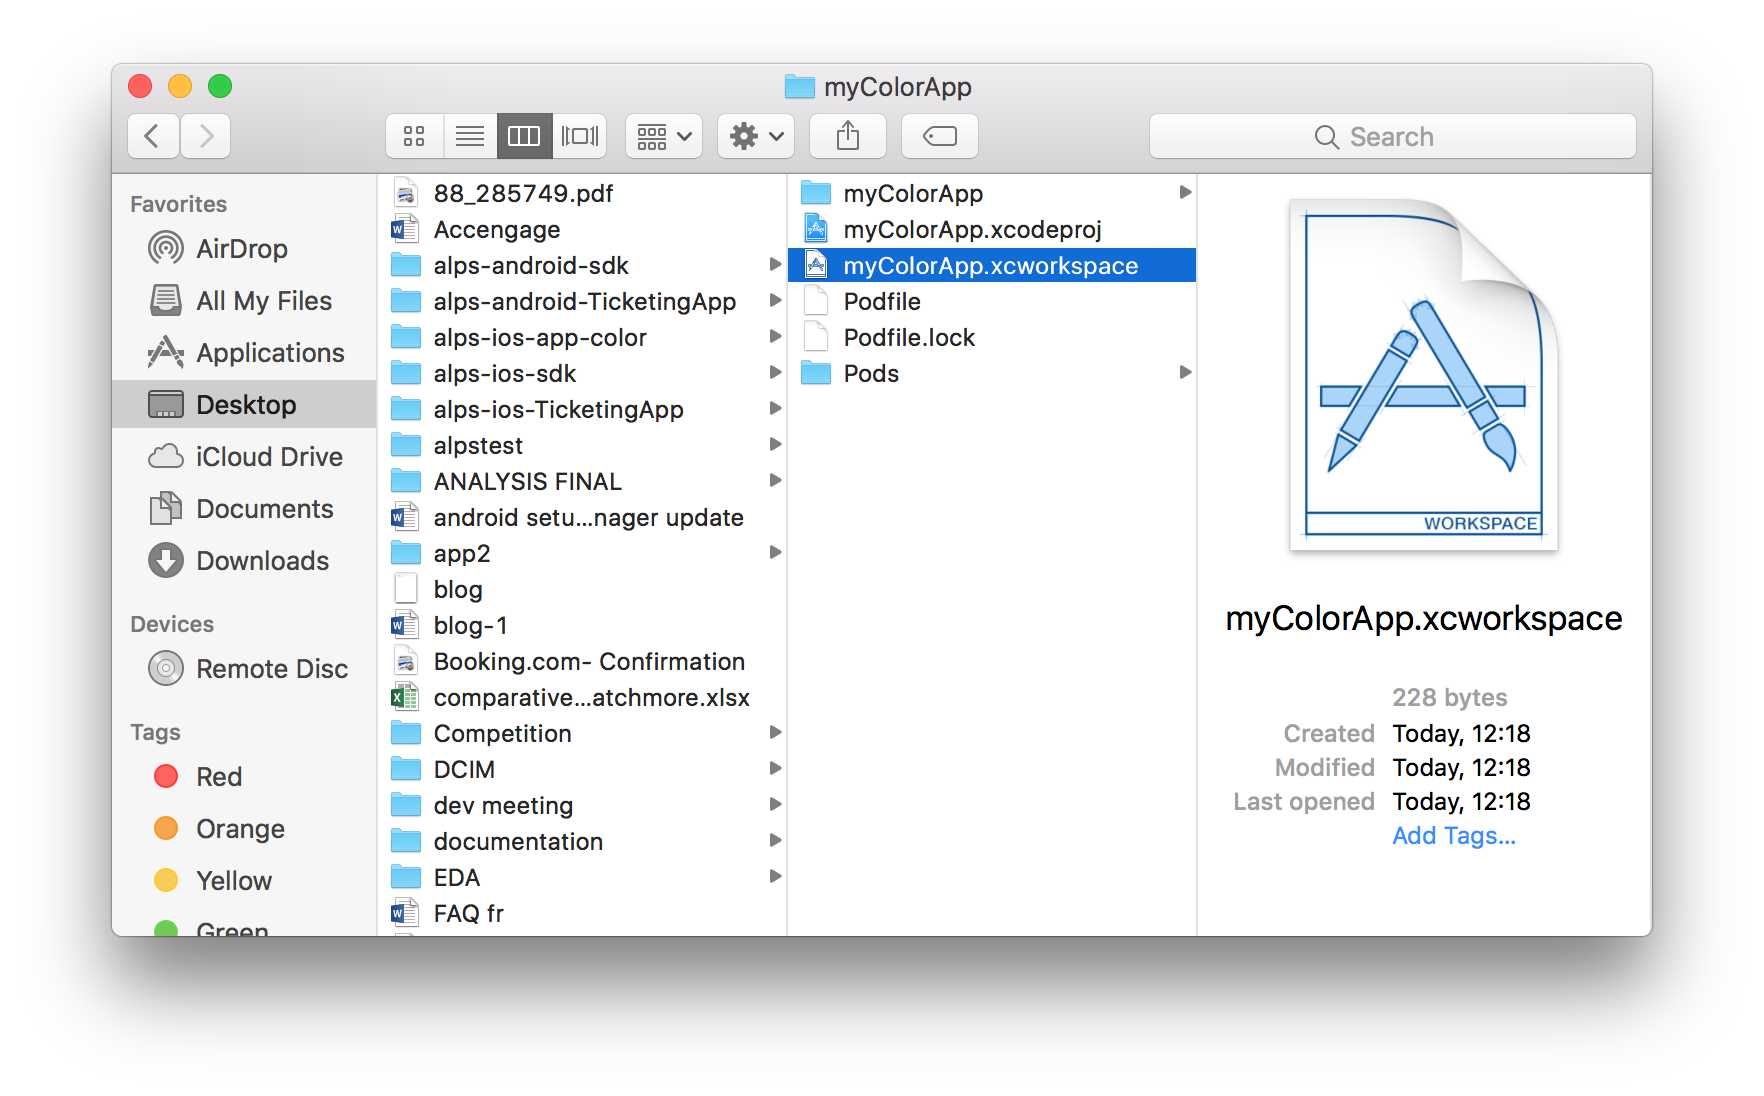 myColorApp
Search
Favorites
AirDrop
All My Files
Applications
Desktop
iCloud Drive
Documents
Downloads
Devices
Remote Disc
Tags
Red
Orange
Yellow
Green
88_285749.pdf
Accengage
alps-android-sdk
alps-android-TicketingApp
alps-ios-app-color
alps-ios-sdk
alps-ios-TicketingApp
alpstest
ANALYSIS FINAL
android setu...nager update
app2
blog
blog-1
Booking.com- Confirmation
comparative...atchmore.xlsx
Competition
DCIM
dev meeting
documentation
EDA
FAQ fr
myColorApp
myColorApp.xcodeproj
myColorApp.xcworkspace
Podfile
Podfile.lock
Pods
WORKSPACE
myColorApp.xcworkspace
228 bytes
Created Today, 12:18
Modified Today, 12:18
Last opened Today, 12:18
Add Tags...